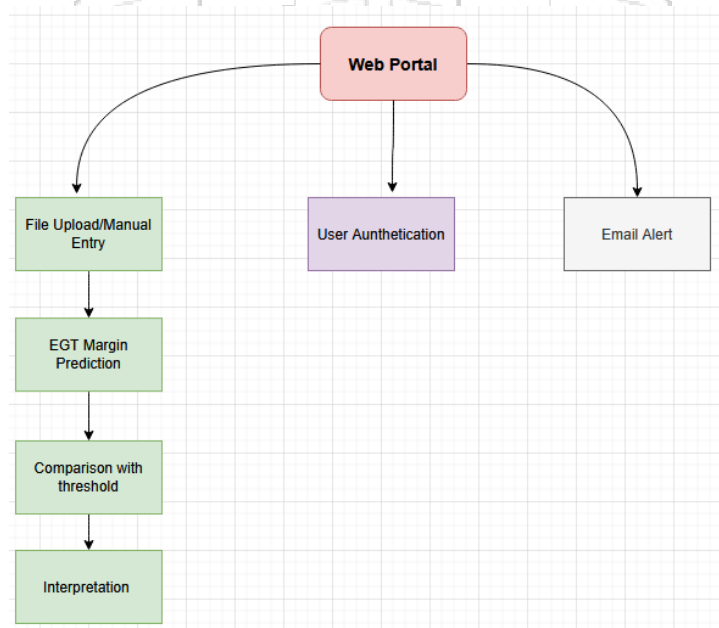 Web Portal
File Upload/Manual
Entry
User Aunthetication
Email Alert
EGT Margin
Prediction
Comparison with
threshold
Interpretation